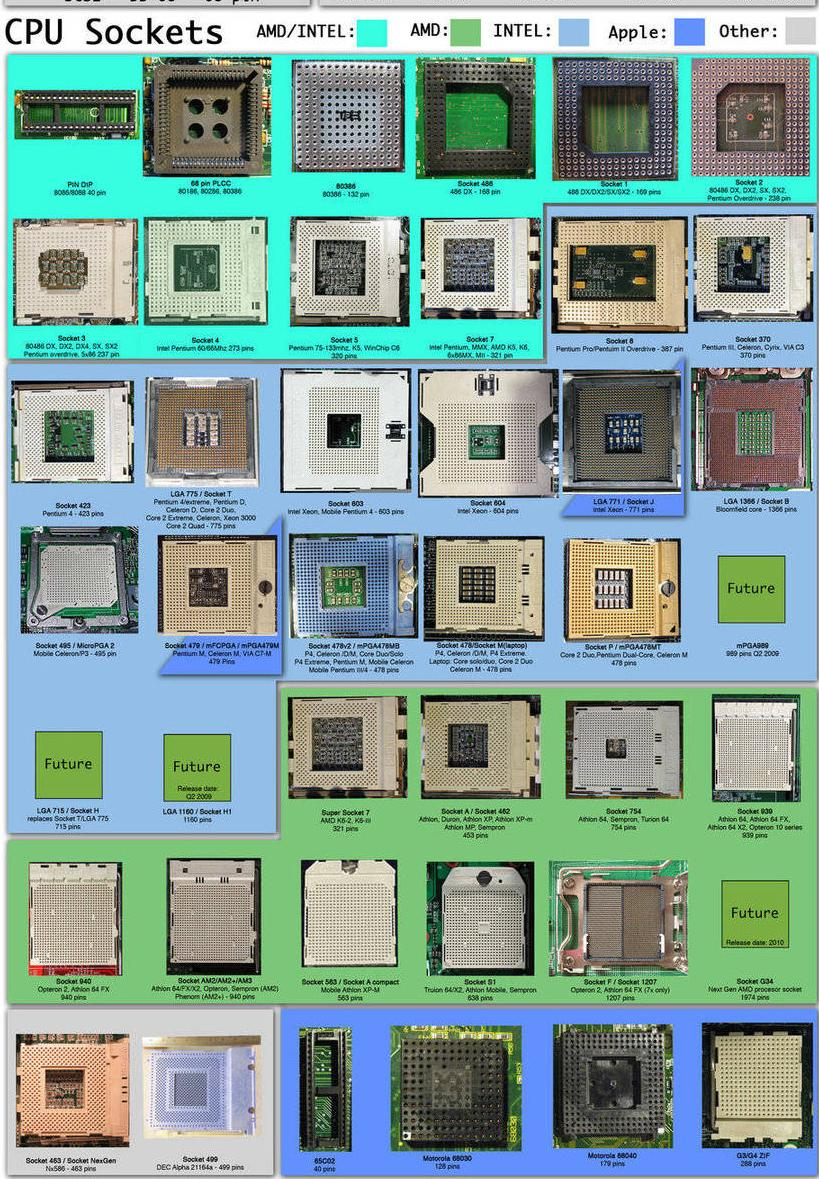 CPU Sockets
AMD/INTEL:
AMD:
INTEL:
Apple:
Other:
PIN DIP
8086/8088 40 pin
68 pin PLCC
80186, 80286, 80386
80386
80386 - 132 pin
Socket 486
486 DX - 168 pin
Socket 1
486 DX/DX2/SX/SX2 - 169 pins
Socket 2
80486 DX, DX2, SX, SX2,
Pentium Overdrive - 238 pin
Socket 3
80486 DX, DX2, DX4, SX, SX2
Pentium overdrive, 5x86 237 pin
Socket 4
Intel Pentium 60/66Mhz 273 pins
Socket 5
Pentium 75-133mhz, K5, WinChip C6
320 pins
Socket 7
Intel Pentium, MMX, AMD K5, K6,
6x86MX, MII - 321 pin
Socket 8
Pentium Pro/Pentuim II Overdrive - 387 pin
Socket 370
Pentium III, Celeron, Cyrix, VIA C3
370 pins
Socket 423
Pentium 4 - 423 pins
LGA 775 / Socket T
Pentium 4/extreme, Pentium D,
Celeron D, Core 2 Duo,
Core 2 Extreme, Celeron, Xeon 3000
Core 2 Quad - 775 pins
Socket 603
Intel Xeon, Mobile Pentium 4 - 603 pins
Socket 604
Intel Xeon - 604 pins
LGA 771 / Socket J
Intel Xeon - 771 pins
LGA 1366 / Socket B
Bloomfield core - 1366 pins
Socket 495 / MicroPGA 2
Mobile Celeron/P3 - 495 pin
Socket 479 / mFCPGA / mPGA479M
Pentium M, Celeron M, VIA C7-M
479 Pins
Socket 478v2 / mPGA478MB
P4, Celeron /D/M, Core Duo/Solo
P4 Extreme, Pentium M, Mobile Celeron
Mobile Pentium III/4 - 478 pins
Socket 478/Socket M(laptop)
P4, Celeron /D/M, P4 Extreme.
Laptop: Core solo/duo, Core 2 Duo
Celeron M - 478 pins
Socket P / mPGA478MT
Core 2 Duo,Pentium Dual-Core, Celeron M
478 pins
Future
mPGA989
989 pins Q2 2009
Future
LGA 715 / Socket H
replaces Socket T/LGA 775
715 pins
Future
Release date:
Q2 2009
LGA 1160 / Socket H1
1160 pins
Super Socket 7
AMD K6-2, K6-III
321 pins
Socket A / Socket 462
Athlon, Duron, Athlon XP, Athlon XP-m
Athlon MP, Sempron
453 pins
Socket 754
Athlon 64, Sempron, Turion 64
754 pins
Socket 939
Athlon 64, Athlon 64 FX,
Athlon 64 X2, Opteron 10 series
939 pins
Socket 940
Opteron 2, Athlon 64 FX
940 pins
Socket AM2/AM2+/AM3
Athlon 64/FX/X2, Opteron, Sempron (AM2)
Phenom (AM2+) - 940 pins
Socket 563 / Socket A compact
Mobile Athlon XP-M
563 pins
Socket S1
Truion 64/X2, Athlon Mobile, Sempron
638 pins
Socket F / Socket 1207
Opteron 2, Athlon 64 FX (7x only)
1207 pins
Future
Release date: 2010
Socket G34
Next Gen AMD procesor socket
1974 pins
Socket 463 / Socket NexGen
Nx586 - 463 pins
Socket 499
DEC Alpha 21164a - 499 pins
65C02
40 pins
Motorola 68030
128 pins
Motorola 68040
179 pins
G3/G4 ZIF
288 pins